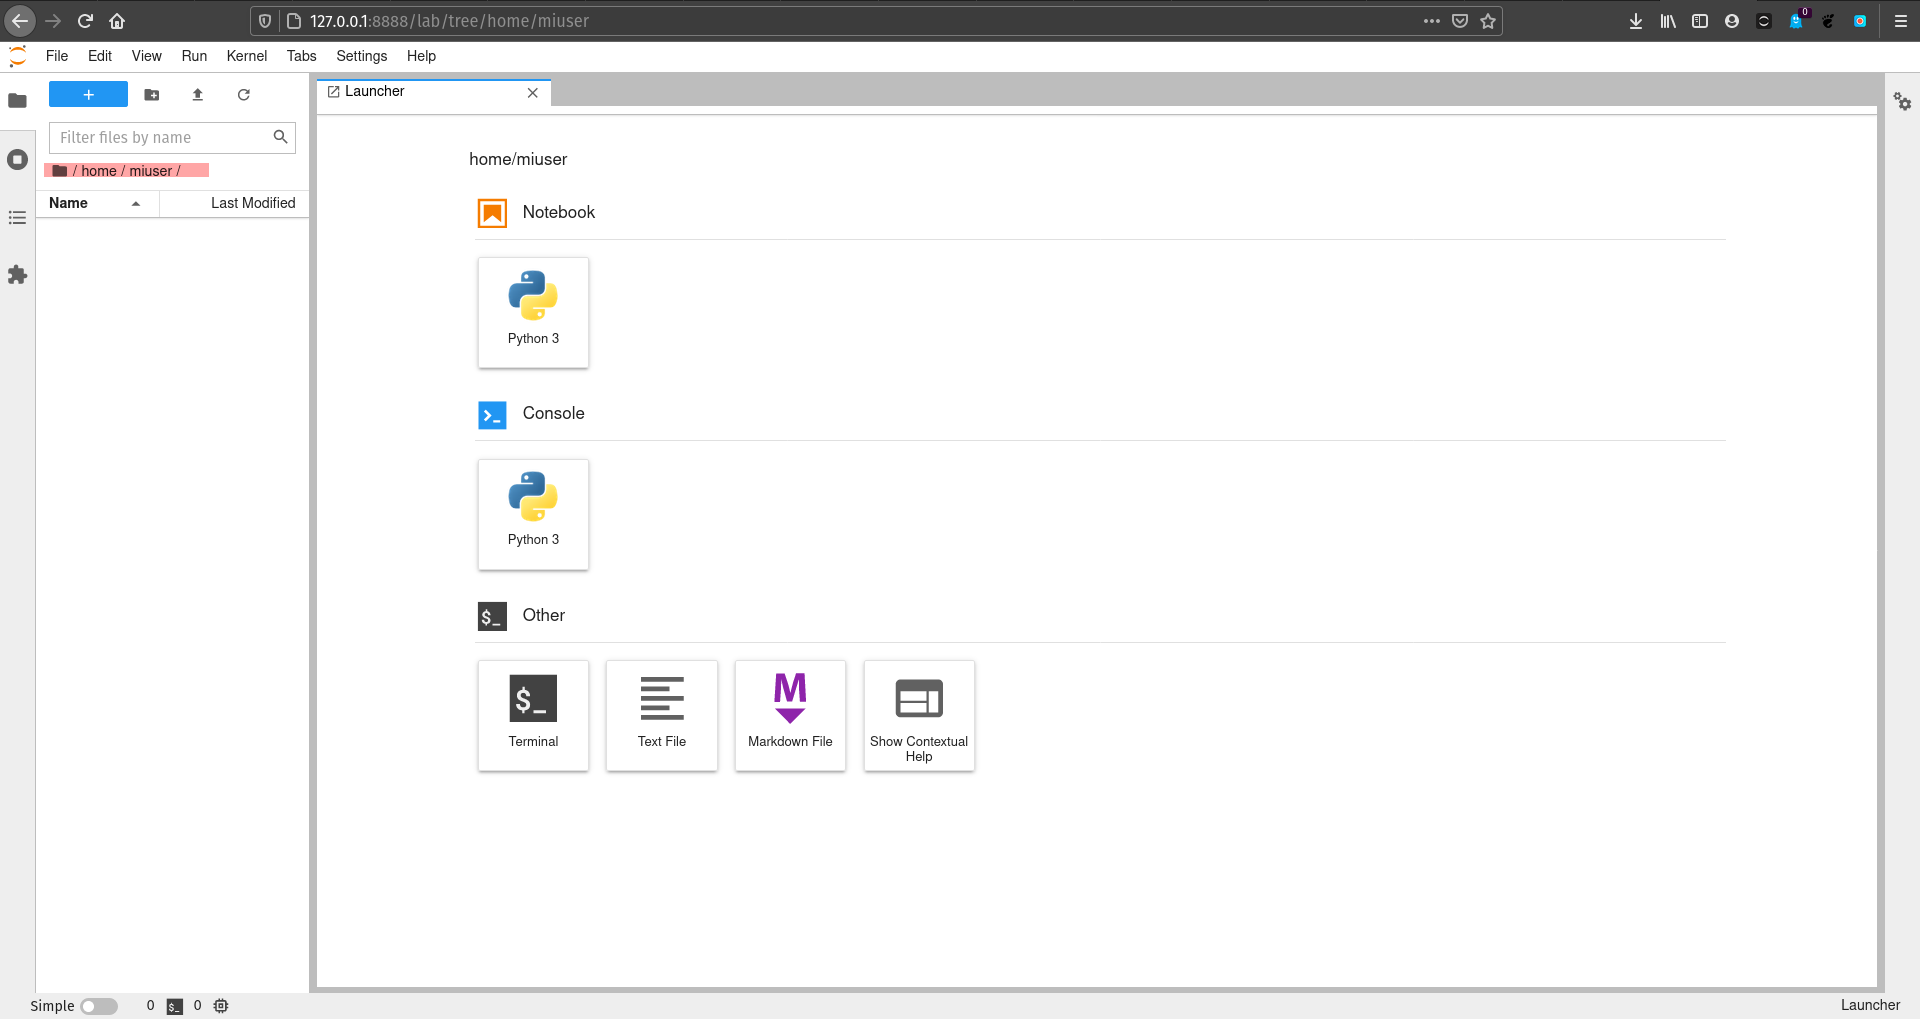 127.0.0.1:8888/lab/tree/home/miuser
0
File Edit View Run Kernel Tabs Settings Help
+
Launcher
Filter files by name
/ home / miuser /
Name Last Modified
home/miuser
Notebook
Python 3
Console
Python 3
$_ Other
$_
Terminal
Text File
M
Markdown File
Show Contextual
Help
Simple 0 $_ 0
Launcher